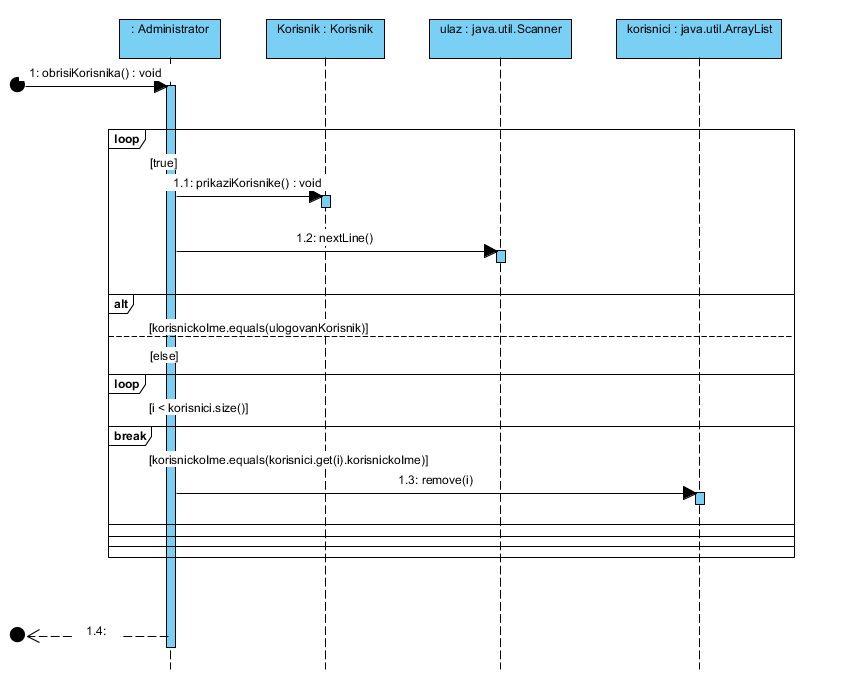 : Administrator
Korisnik : Korisnik
ulaz : java.util.Scanner
korisnici : java.util.ArrayList
1: obrisiKorisnika() : void
loop
[true]
1.1: prikaziKorisnike() : void
1.2: nextLine()
alt
[korisnickoIme.equals(ulogovanKorisnik)]
[else]
loop
[i < korisnici.size()]
break
[korisnickoIme.equals(korisnici.get(i).korisnickoIme)]
1.3: remove(i)
1.4: